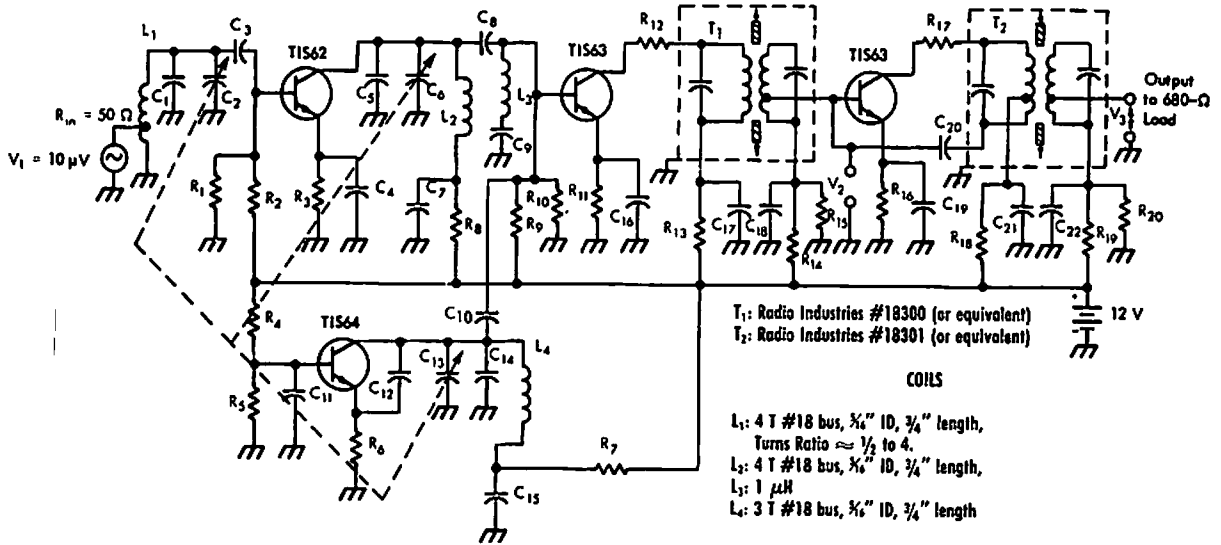 L1
C3
TIS62
C8
R12
TIS63
T1
TIS63
R17
T2
C1
C2
C5
C6
L2
L3
C9
Rin = 50 Ω
V1 = 10 μV
Output
to 680-Ω
Load
V3
C20
R1
R2
R3
C4
C7
R8
R9
R10
R11
C16
R13
C17
C18
R14
R15
V2
R16
C19
R18
C21
C22
R19
R20
R4
TIS64
C10
C13
C14
L4
R5
C11
C12
R6
R7
C15
12 V
T1: Radio Industries #18300 (or equivalent)
T2: Radio Industries #18301 (or equivalent)
COILS
L1: 4 T #18 bus, 5/16" ID, 3/4" length,
Turns Ratio ≈ 1/2 to 4.
L2: 4 T #18 bus, 5/16" ID, 3/4" length,
L3: 1 μH
L4: 3 T #18 bus, 5/16" ID, 3/4" length